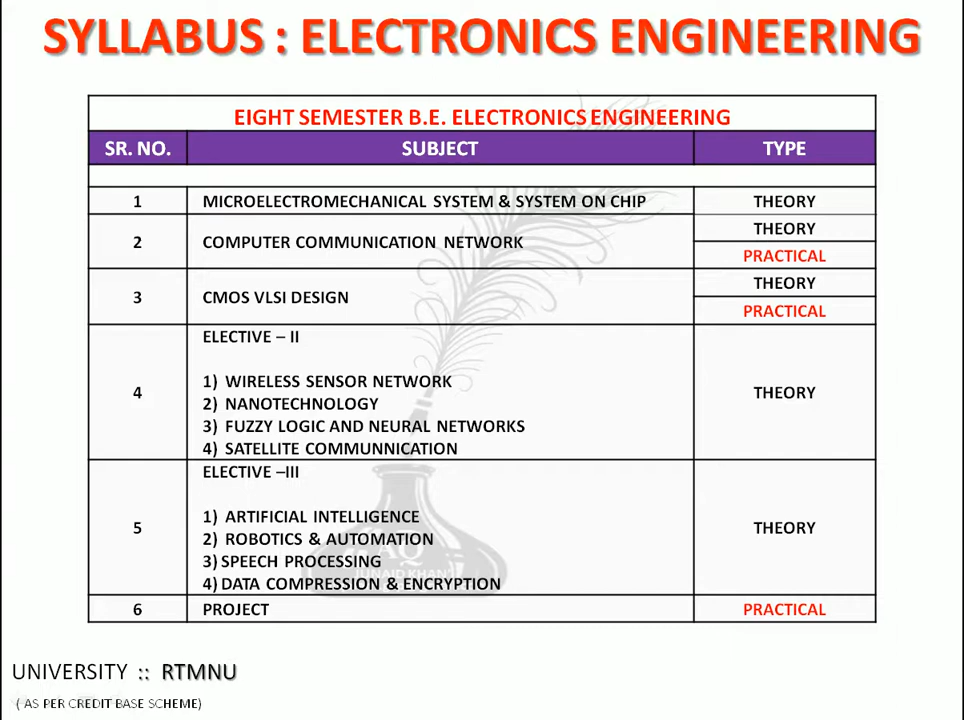 SYLLABUS : ELECTRONICS ENGINEERING
EIGHT SEMESTER B.E. ELECTRONICS ENGINEERING
SR. NO. SUBJECT TYPE
1 MICROELECTROMECHANICAL SYSTEM & SYSTEM ON CHIP THEORY
2 COMPUTER COMMUNICATION NETWORK THEORY
PRACTICAL
3 CMOS VLSI DESIGN THEORY
PRACTICAL
4 ELECTIVE – II THEORY
1) WIRELESS SENSOR NETWORK
2) NANOTECHNOLOGY
3) FUZZY LOGIC AND NEURAL NETWORKS
4) SATELLITE COMMUNNICATION
5 ELECTIVE –III THEORY
1) ARTIFICIAL INTELLIGENCE
2) ROBOTICS & AUTOMATION
3) SPEECH PROCESSING
4) DATA COMPRESSION & ENCRYPTION
AQ
JUNAID KHAN
6 PROJECT PRACTICAL
UNIVERSITY :: RTMNU
( AS PER CREDIT BASE SCHEME)